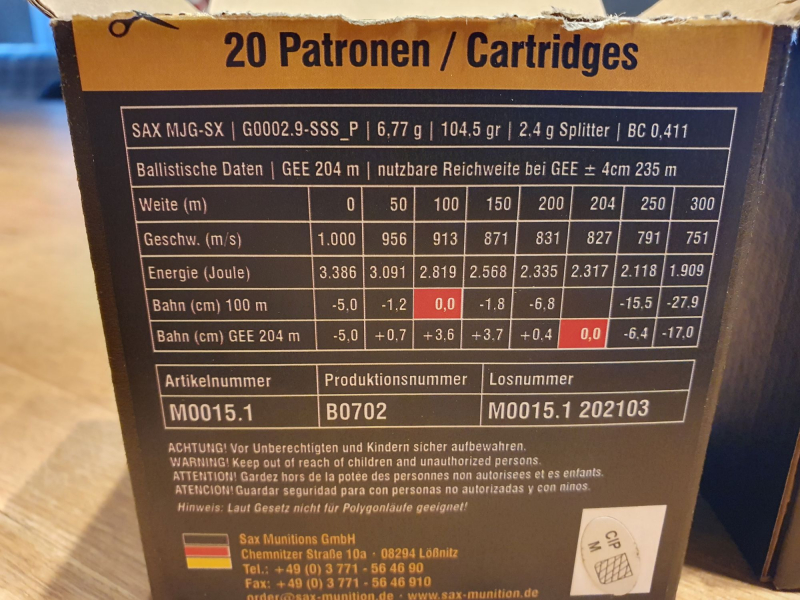 20 Patronen / Cartridges
SAX MJG-SX | G0002.9-SSS_P | 6,77 g | 104,5 gr | 2,4 g Splitter | BC 0,411
Ballistische Daten | GEE 204 m | nutzbare Reichweite bei GEE ± 4cm 235 m
Weite (m) 0 50 100 150 200 204 250 300
Geschw. (m/s) 1.000 956 913 871 831 827 791 751
Energie (Joule) 3.386 3.091 2.819 2.568 2.335 2.317 2.118 1.909
Bahn (cm) 100 m -5,0 -1,2 0,0 -1,8 -6,8 -15,5 -27,9
Bahn (cm) GEE 204 m -5,0 +0,7 +3,6 +3,7 +0,4 0,0 -6,4 -17,0
Artikelnummer Produktionsnummer Losnummer
M0015.1 B0702 M0015.1 202103
ACHTUNG! Vor Unberechtigten und Kindern sicher aufbewahren.
WARNING! Keep out of reach of children and unauthorized persons.
ATTENTION! Gardez hors de la potée des personnes non autorisees et es enfants.
ATENCION! Guardar seguridad para con personas no autorizadas y con ninos.
Hinweis: Laut Gesetz nicht für Polygonläufe geeignet!
Sax Munitions GmbH
Chemnitzer Straße 10a · 08294 Lößnitz
Tel.: +49 (0) 3 771 - 56 46 90
Fax: +49 (0) 3 771 - 56 46 910
order@sax-munition.de · www.sax-munition.de
CIP
M